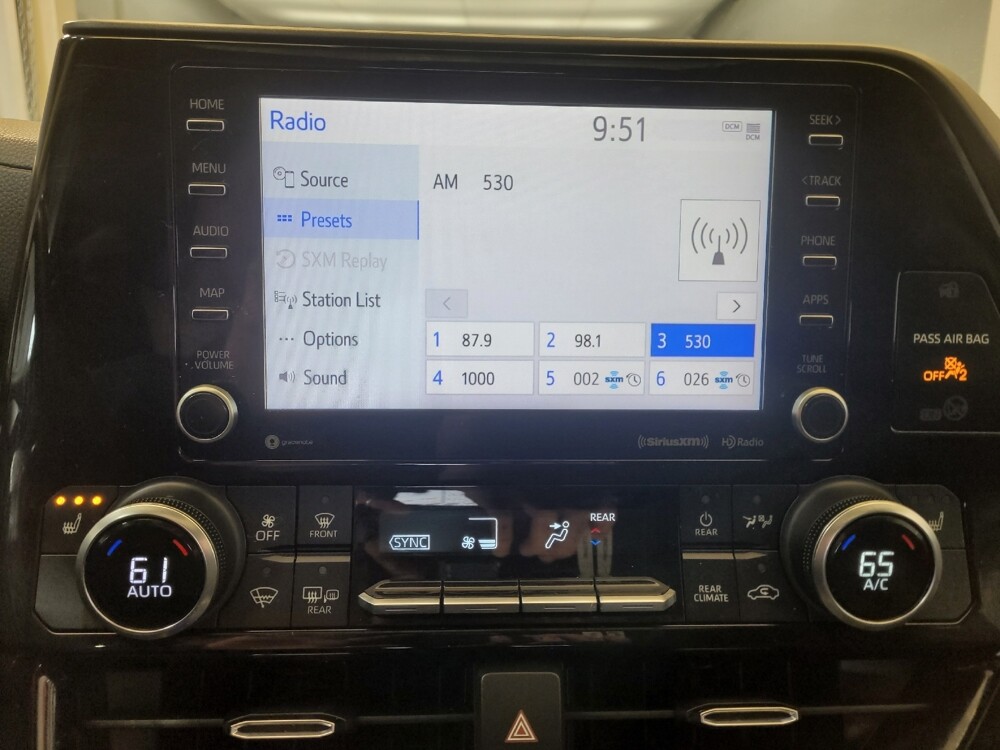 HOME
MENU
AUDIO
MAP
POWER
VOLUME
Radio
9:51
DCM
DCM
Source
Presets
SXM Replay
Station List
Options
Sound
AM 530
1 87.9
2 98.1
3 530
4 1000
5 002 sxm
6 026 sxm
gracenote
((SiriusXM))
HD Radio
SEEK >
< TRACK
PHONE
APPS
TUNE
SCROLL
PASS AIR BAG
OFF 2
61
AUTO
OFF
FRONT
REAR
SYNC
REAR
REAR
REAR
CLIMATE
65
A/C